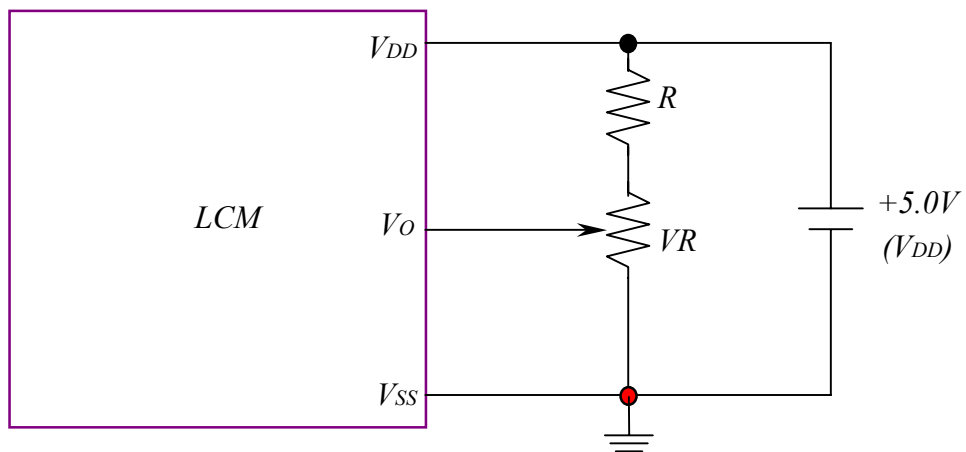 VDD
R
LCM
VO
VR
+5.0V
(VDD)
VSS